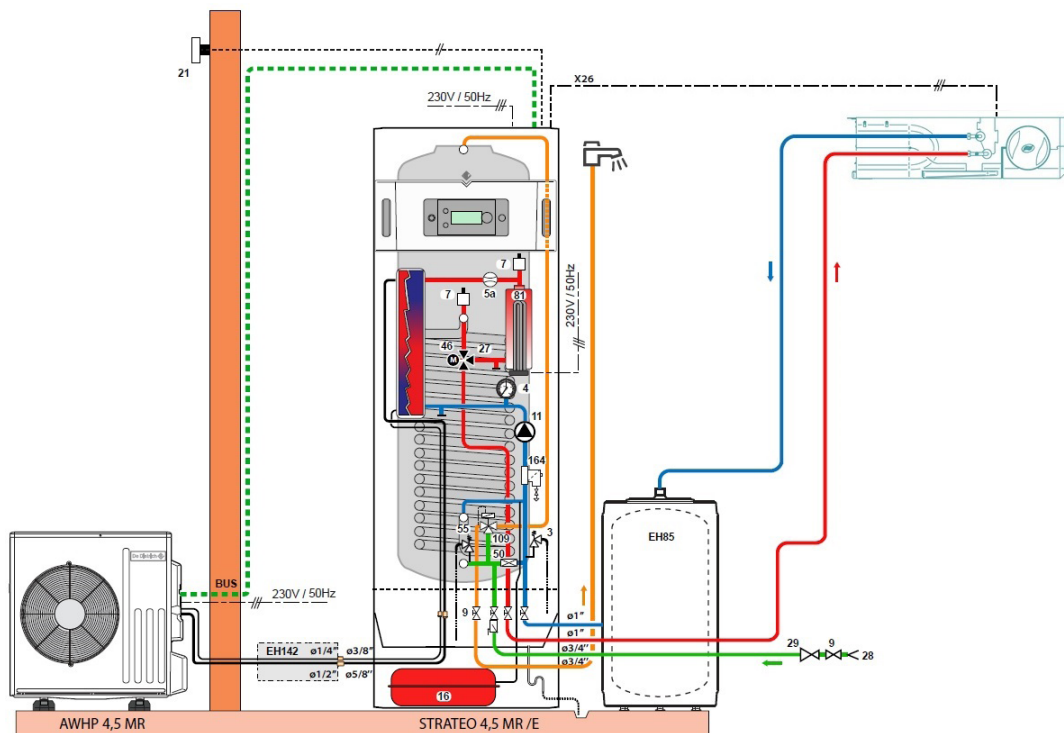 21
X26
230V / 50Hz
7
7
5a
81
230V / 50Hz
46
27
M
4
11
164
55
109
3
50
EH85
De Dietrich
BUS
230V / 50Hz
9
ø1"
ø1"
ø3/4"
ø3/4"
29
9
28
EH142
ø1/4"
ø3/8"
ø1/2"
ø5/8"
16
AWHP 4,5 MR
STRATEO 4,5 MR /E